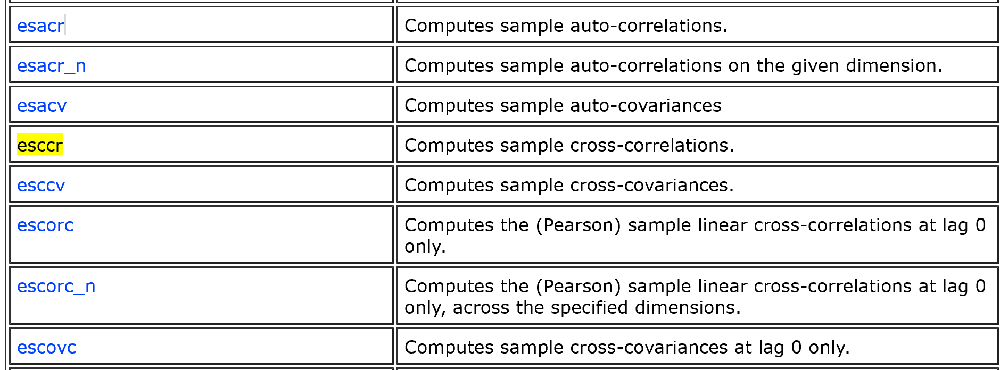 esacr Computes sample auto-correlations.
esacr_n Computes sample auto-correlations on the given dimension.
esacv Computes sample auto-covariances
esccr Computes sample cross-correlations.
esccv Computes sample cross-covariances.
escorc Computes the (Pearson) sample linear cross-correlations at lag 0
only.
escorc_n Computes the (Pearson) sample linear cross-correlations at lag 0
only, across the specified dimensions.
escovc Computes sample cross-covariances at lag 0 only.